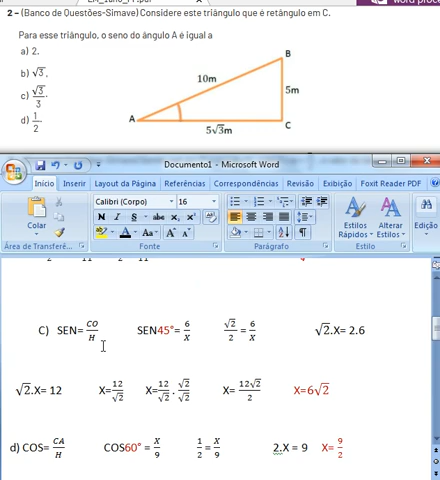 2 - (Banco de Questões-Simave) Considere este triângulo que é retângulo em C.
Para esse triângulo, o seno do ângulo A é igual a
a) 2.
b) √3.
c) √3/3.
d) 1/2
B
10m
5m
A
5√3m
C
Documento1 - Microsoft Word
Início Inserir Layout da Página Referências Correspondências Revisão Exibição Foxit Reader PDF
Calibri (Corpo) 16
Colar
N I S abc x₂ x²
Aa A A
Estilos Rápidos Alterar Estilos Edição
Área de Transferê... Fonte Parágrafo Estilo
C) SEN=CO/H SEN45°=6/X √2/2=6/X √2.X= 2.6
√2.X= 12 X=12/√2 X=12/√2.√2/√2 X=12√2/2 X=6√2
d) COS=CA/H COS60° =X/9 1/2=X/9 2.X = 9 X=9/2